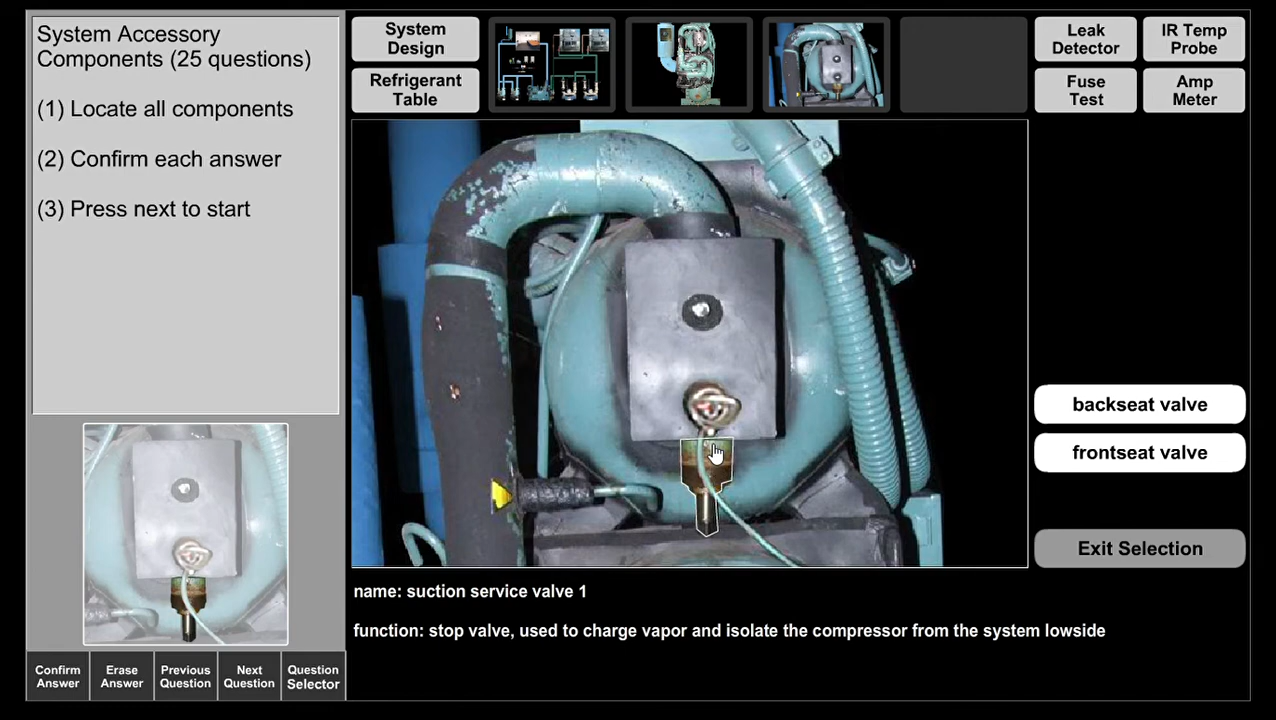 System Accessory
Components (25 questions)
(1) Locate all components
(2) Confirm each answer
(3) Press next to start
System
Design
Refrigerant
Table
Leak
Detector
IR Temp
Probe
Fuse
Test
Amp
Meter
backseat valve
frontseat valve
Exit Selection
name: suction service valve 1
function: stop valve, used to charge vapor and isolate the compressor from the system lowside
Confirm
Answer
Erase
Answer
Previous
Question
Next
Question
Question
Selector